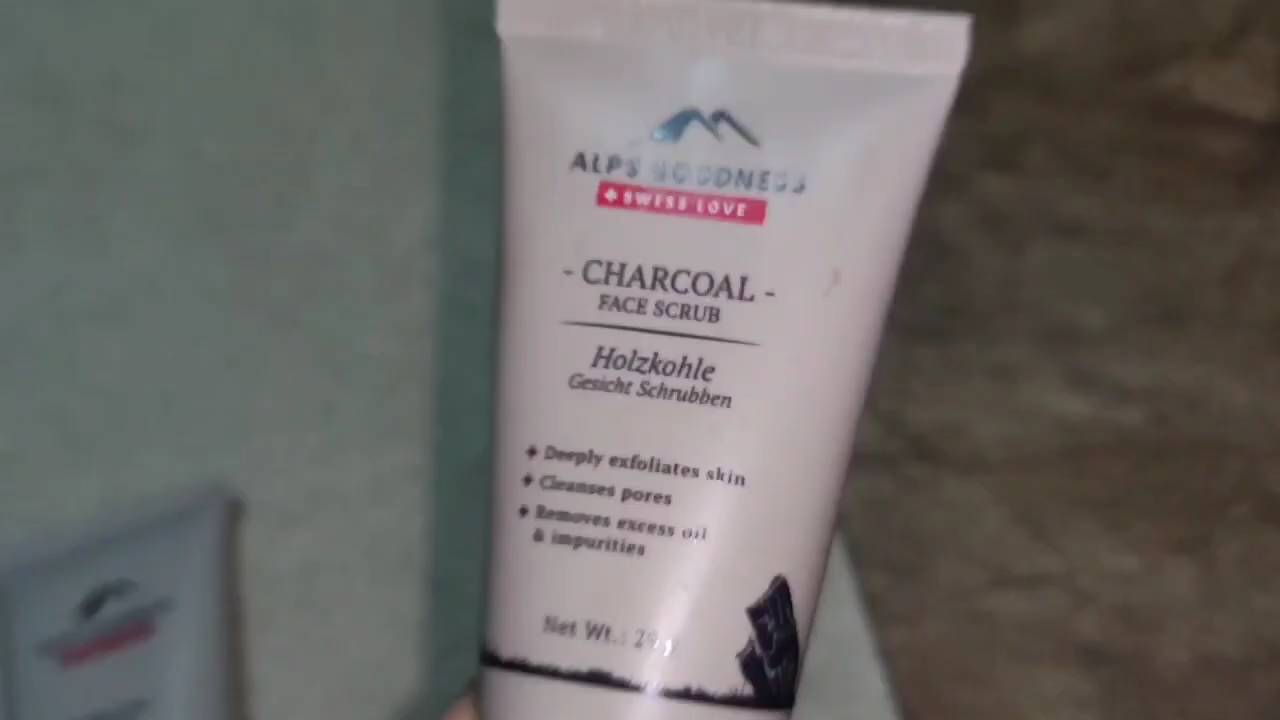 ALPS GOODNESS
SWISS LOVE
- CHARCOAL -
FACE SCRUB
Holzkohle
Gesicht Schrubben
Deeply exfoliates skin
Cleanses pores
Removes excess oil
& impurities
Net Wt.: